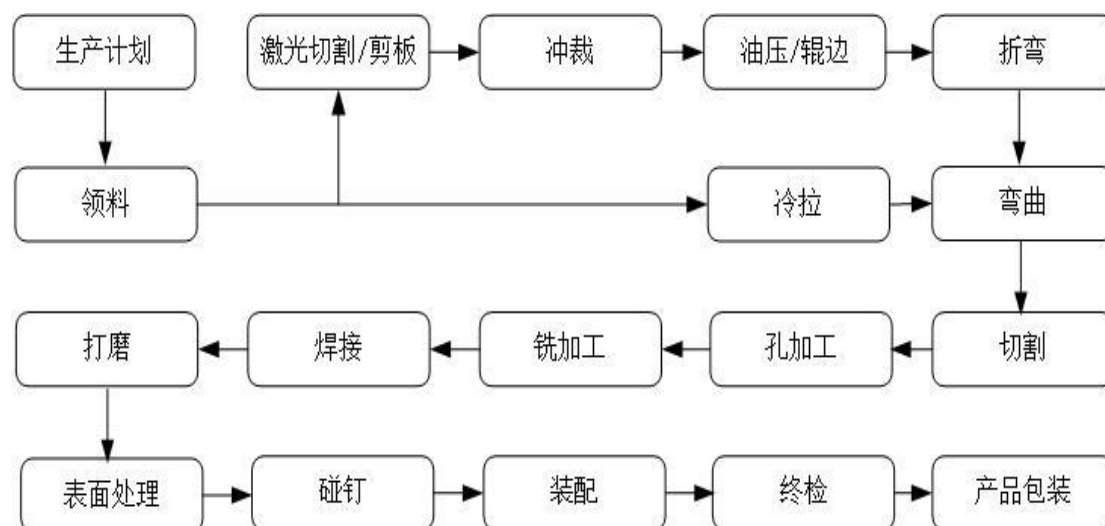 生产计划
激光切割/剪板
冲裁
油压/辊边
折弯
领料
冷拉
弯曲
打磨
焊接
铣加工
孔加工
切割
表面处理
碰钉
装配
终检
产品包装